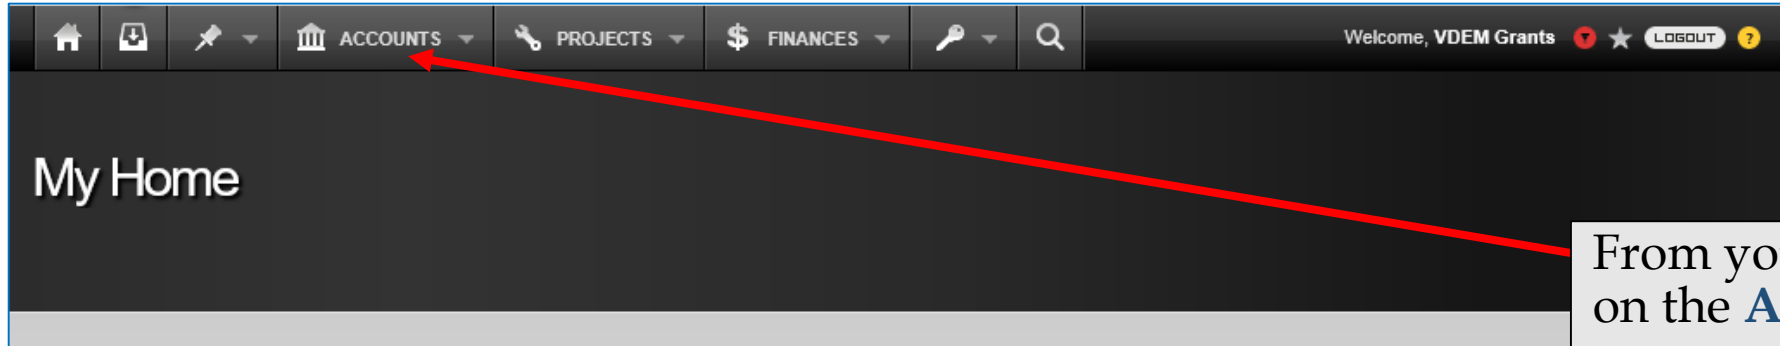 ACCOUNTS PROJECTS $ FINANCES Welcome, VDEM Grants LOGOUT ?
My Home
From yo
on the A